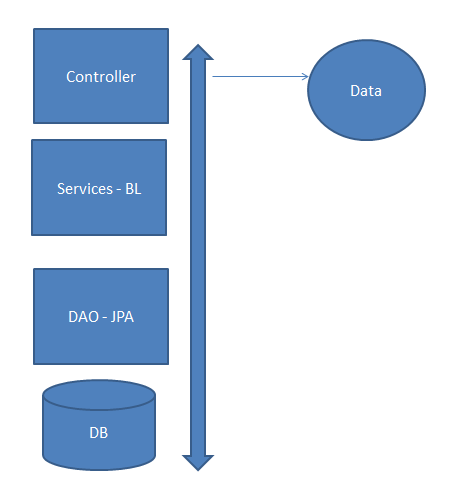 Controller
Data
Services - BL
DAO - JPA
DB